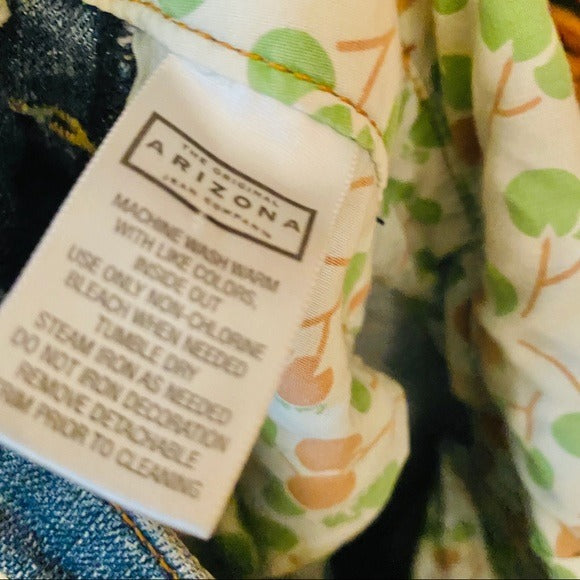 THE ORIGINAL
ARIZONA
JEAN COMPANY
MACHINE WASH WARM
WITH LIKE COLORS,
INSIDE OUT
USE ONLY NON-CHLORINE
BLEACH WHEN NEEDED
TUMBLE DRY
STEAM IRON AS NEEDED
DO NOT IRON DECORATION
REMOVE DETACHABLE
TRIM PRIOR TO CLEANING